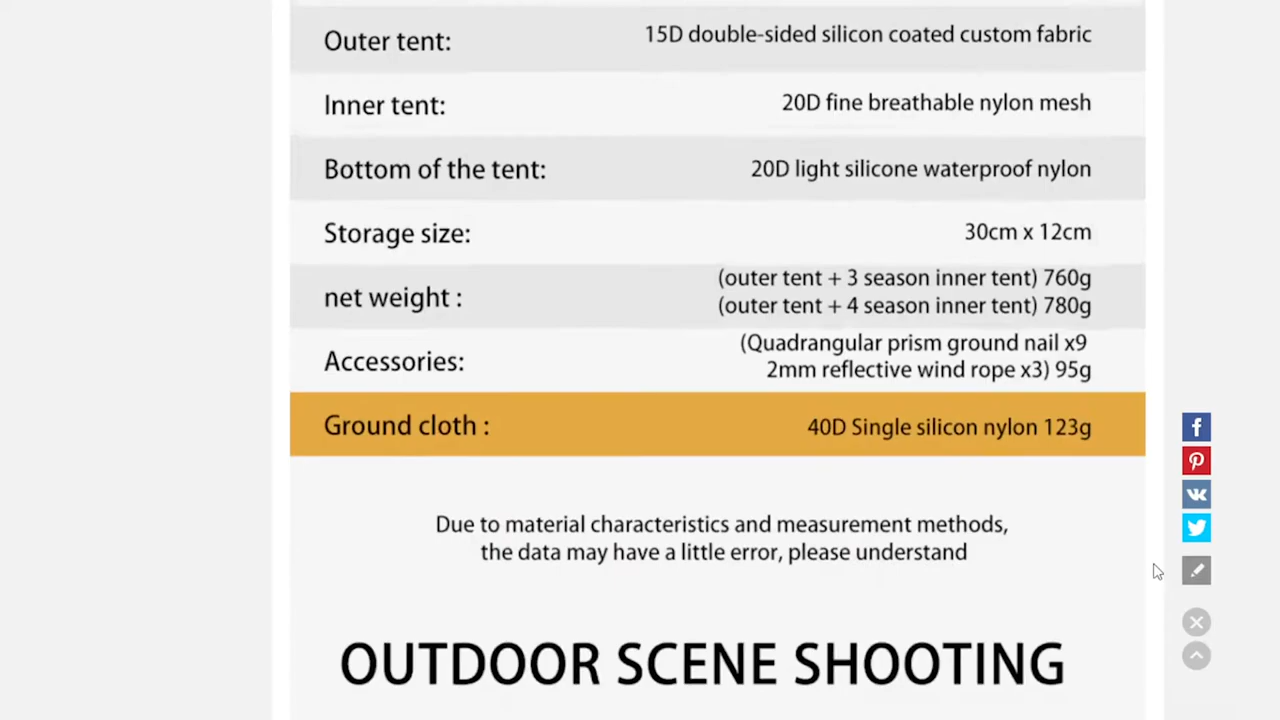 Outer tent:
15D double-sided silicon coated custom fabric
Inner tent:
20D fine breathable nylon mesh
Bottom of the tent:
20D light silicone waterproof nylon
Storage size:
30cm x 12cm
net weight :
(outer tent + 3 season inner tent) 760g
(outer tent + 4 season inner tent) 780g
Accessories:
(Quadrangular prism ground nail x9
2mm reflective wind rope x3) 95g
Ground cloth :
40D Single silicon nylon 123g
Due to material characteristics and measurement methods,
the data may have a little error, please understand
OUTDOOR SCENE SHOOTING